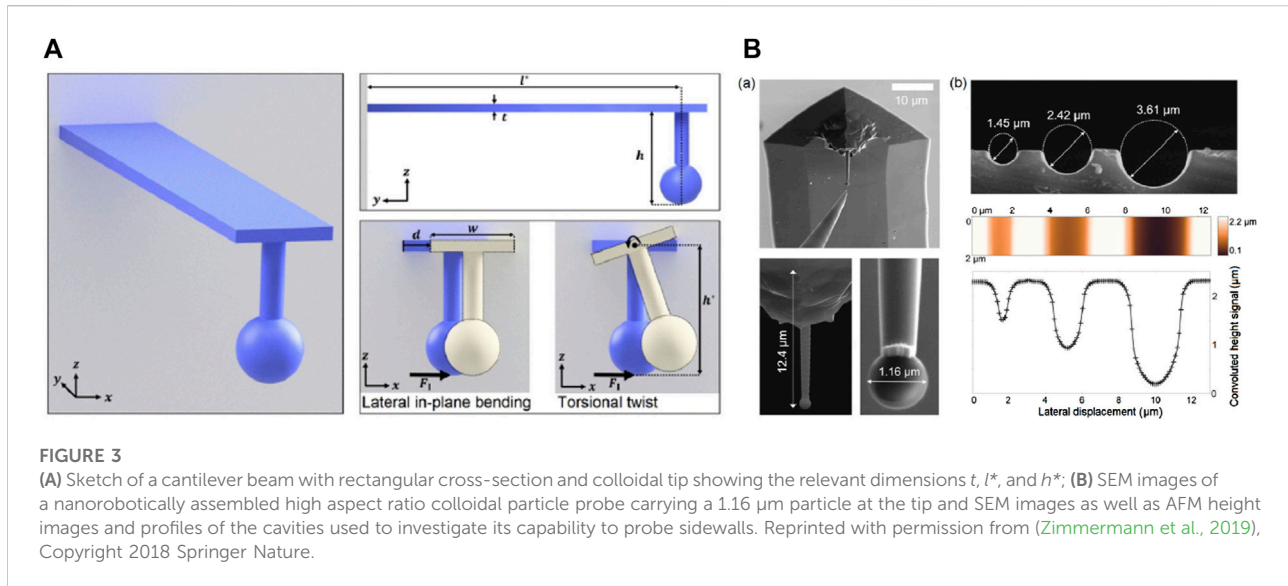 A
l*
t
h
z
y
z
y
x
d
w
z
x
F
Lateral in-plane bending
h*
z
x
F
Torsional twist
B
(a)
10 µm
12.4 µm
1.16 µm
(b)
1.45 µm
2.42 µm
3.61 µm
0 µm 2 4 6 8 10 12
0
2 µm
2.2 µm
0.1
Convoluted height signal (µm)
2
1
0
0 2 4 6 8 10 12
Lateral displacement (µm)
FIGURE 3
(A) Sketch of a cantilever beam with rectangular cross-section and colloidal tip showing the relevant dimensions t, l*, and h*; (B) SEM images of
a nanorobotically assembled high aspect ratio colloidal particle probe carrying a 1.16 µm particle at the tip and SEM images as well as AFM height
images and profiles of the cavities used to investigate its capability to probe sidewalls. Reprinted with permission from (Zimmermann et al., 2019),
Copyright 2018 Springer Nature.